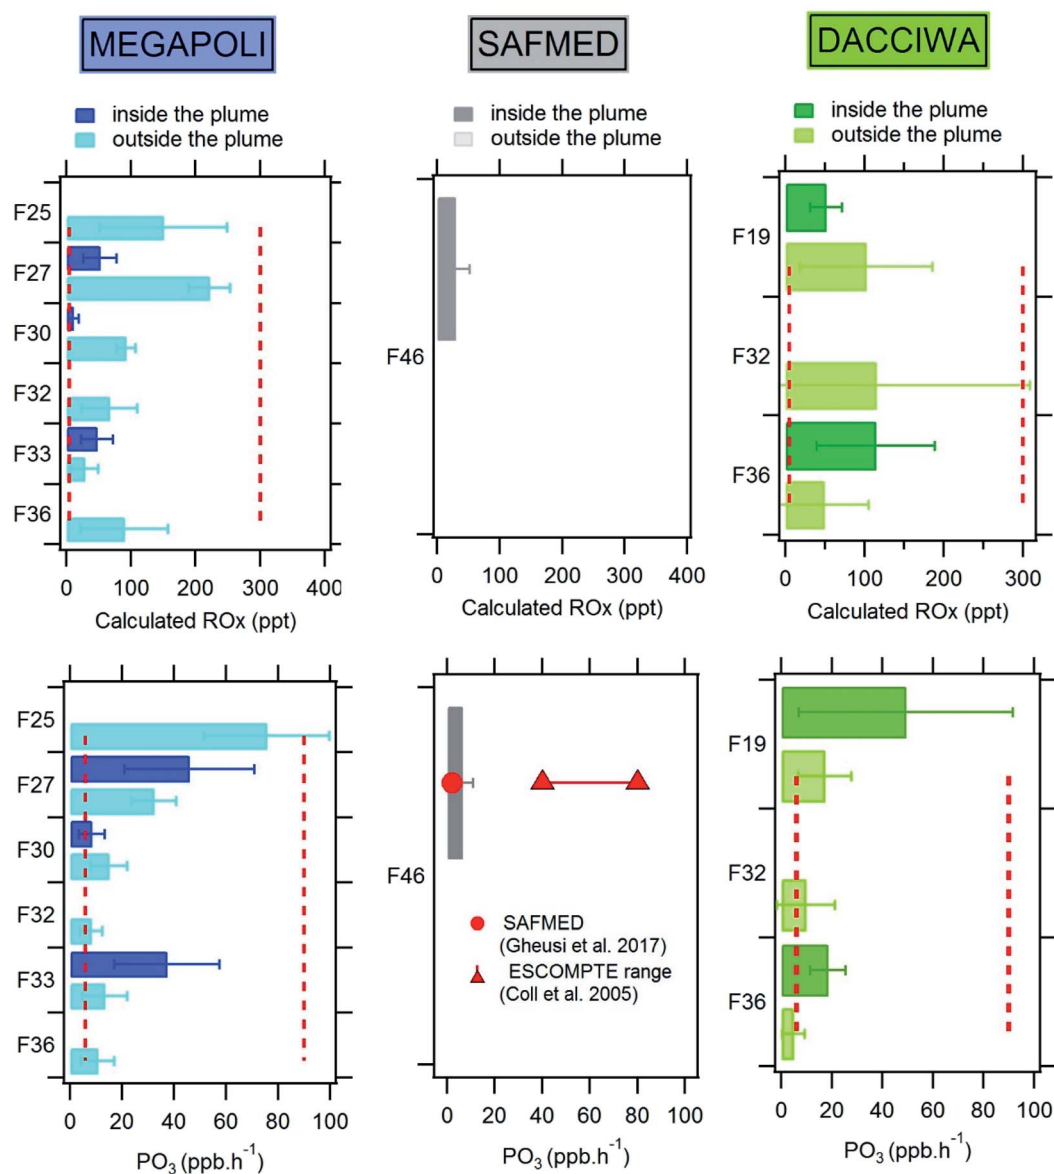 MEGAPOLI
SAFMED
DACCIWA
inside the plume
outside the plume
inside the plume
outside the plume
inside the plume
outside the plume
0 100 200 300 400
F25
F27
F30
F32
F33
F36
F46
F19
F32
F36
0 100 200 300 400
0 100 200 300 400
0 100 200 300
Calculated ROx (ppt)
Calculated ROx (ppt)
Calculated ROx (ppt)
F25
F27
F30
F32
F33
F36
F46
SAFMED
(Gheusi et al. 2017)
ESCOMPTE range
(Coll et al. 2005)
F19
F32
F36
0 20 40 60 80 100
0 20 40 60 80 100
0 20 40 60 80 100
PO₃ (ppb.h⁻¹)
PO₃ (ppb.h⁻¹)
PO₃ (ppb.h⁻¹)